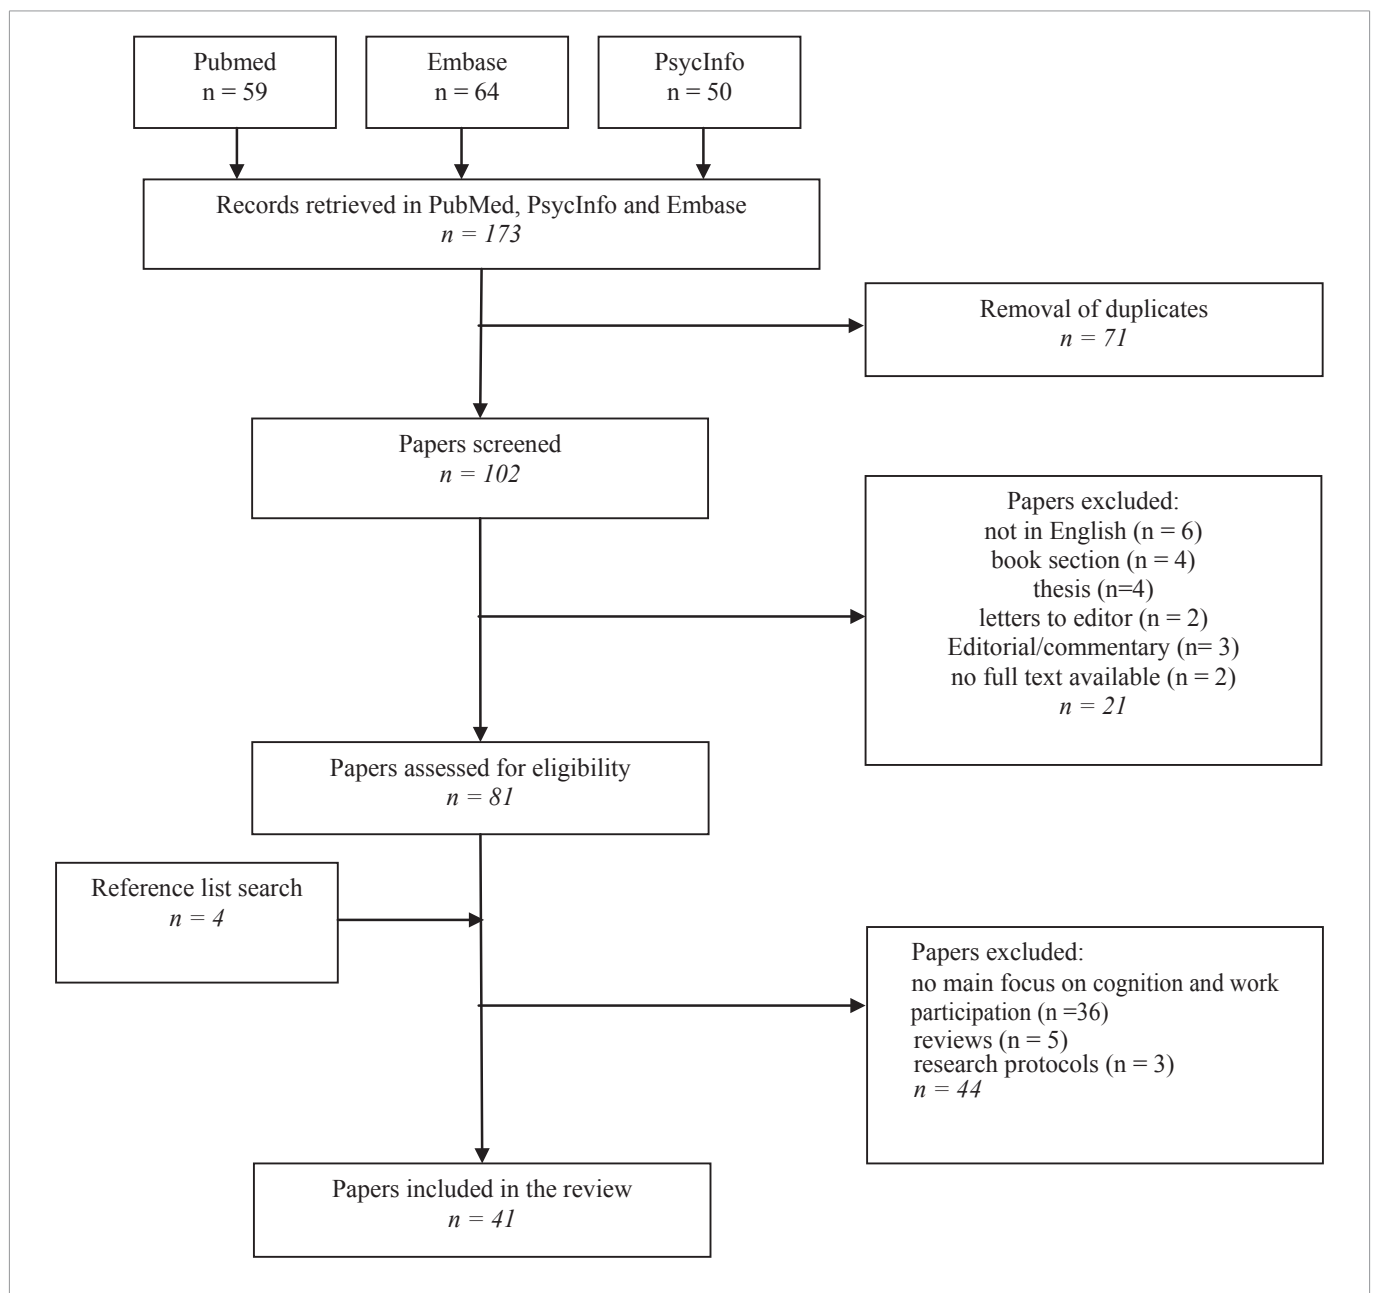 Pubmed
n = 59
Embase
n = 64
PsycInfo
n = 50
Records retrieved in PubMed, PsycInfo and Embase
n = 173
Removal of duplicates
n = 71
Papers screened
n = 102
Papers excluded:
not in English (n = 6)
book section (n = 4)
thesis (n=4)
letters to editor (n = 2)
Editorial/commentary (n= 3)
no full text available (n = 2)
n = 21
Papers assessed for eligibility
n = 81
Reference list search
n = 4
Papers excluded:
no main focus on cognition and work
participation (n =36)
reviews (n = 5)
research protocols (n = 3)
n = 44
Papers included in the review
n = 41